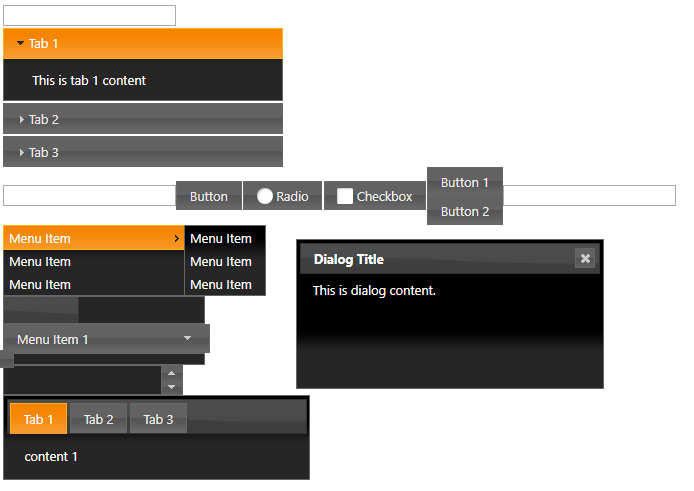 Tab 1
This is tab 1 content
Tab 2
Tab 3
Button
Radio
Checkbox
Button 1
Button 2
Menu Item
Menu Item
Menu Item
Menu Item
Menu Item
Menu Item
Dialog Title
This is dialog content.
Menu Item 1
Tab 1 Tab 2 Tab 3
content 1